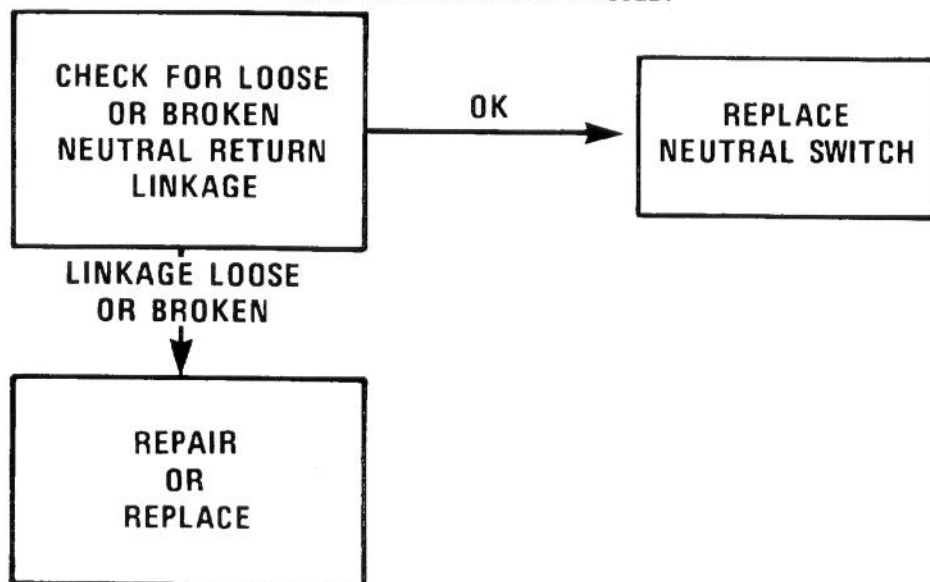 CHECK FOR LOOSE
OR BROKEN
NEUTRAL RETURN
LINKAGE
OK
REPLACE
NEUTRAL SWITCH
LINKAGE LOOSE
OR BROKEN
REPAIR
OR
REPLACE